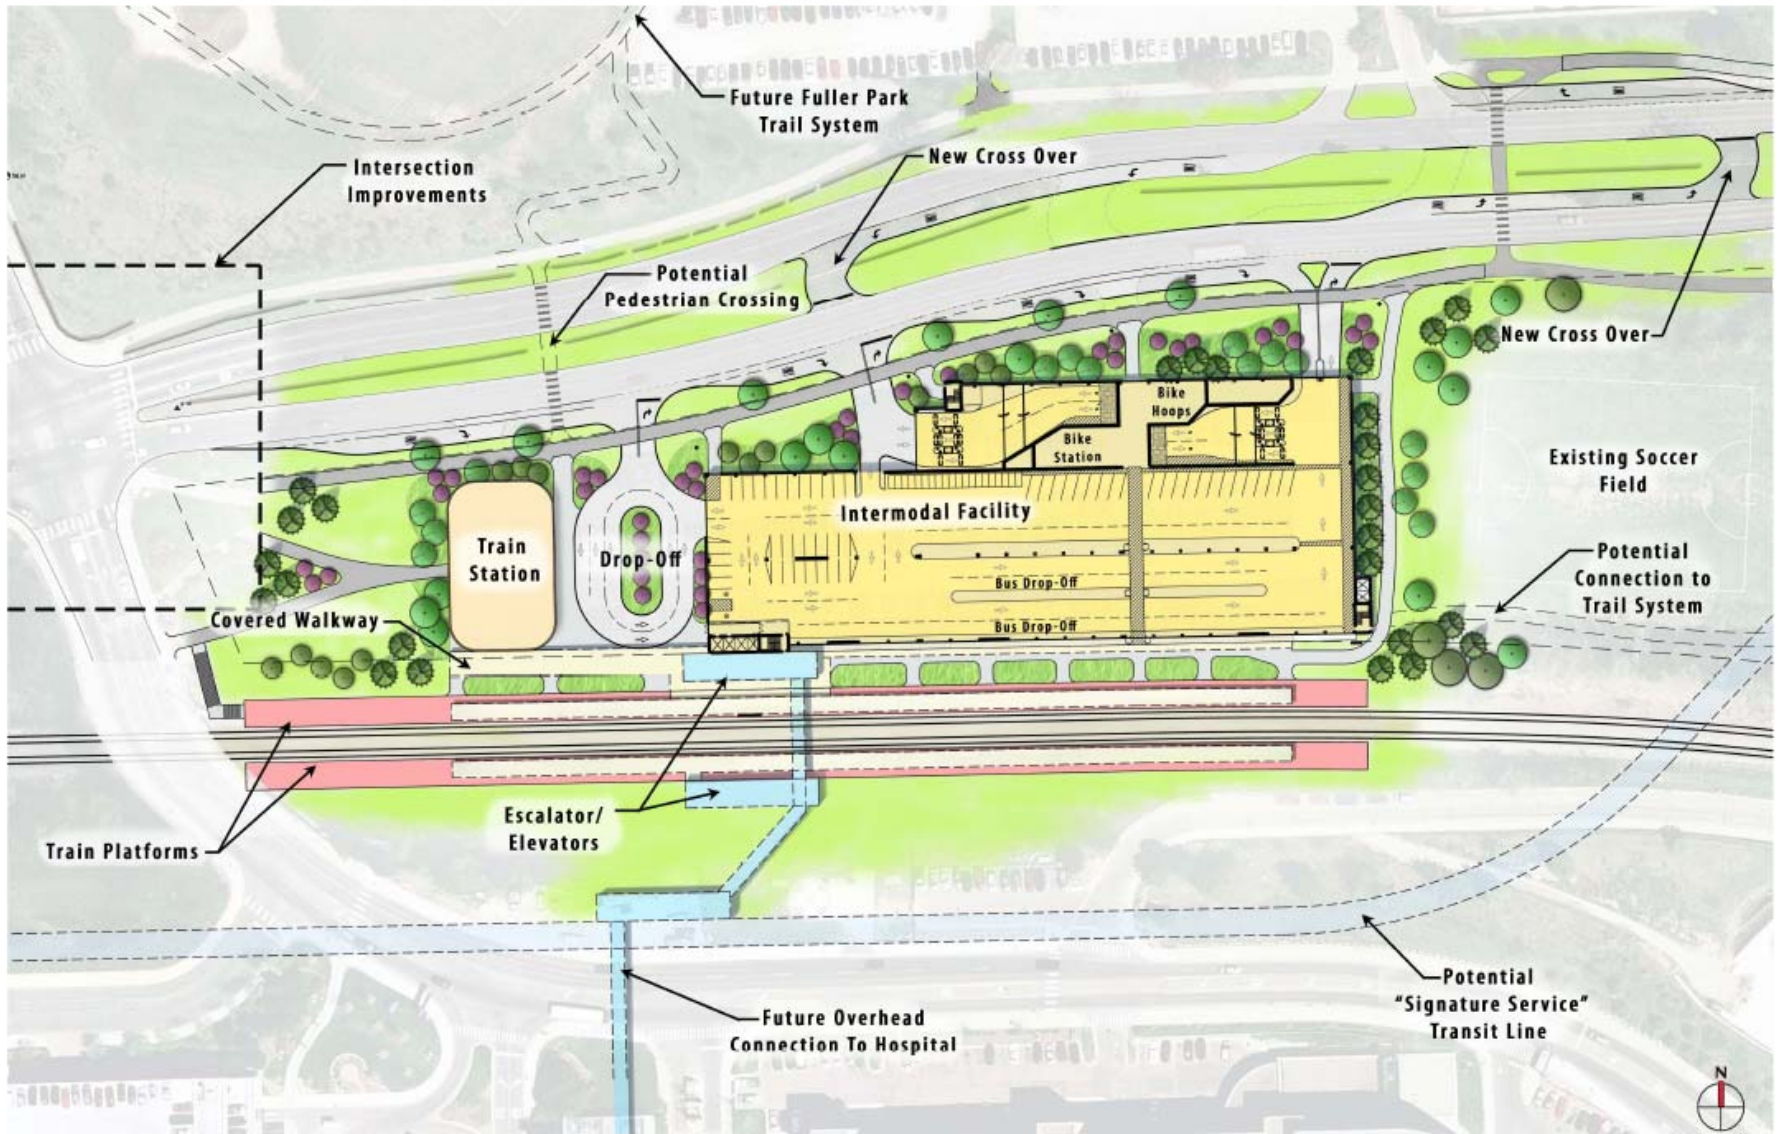 Future Fuller Park
Trail System
New Cross Over
Intersection
Improvements
Potential
Pedestrian Crossing
New Cross Over
Bike
Hoops
Bike
Station
Existing Soccer
Field
Intermodal Facility
Train
Station
Drop-Off
Potential
Connection to
Trail System
Bus Drop-Off
Covered Walkway
Bus Drop-Off
Escalator/
Elevators
Train Platforms
Potential
"Signature Service"
Transit Line
Future Overhead
Connection To Hospital
N